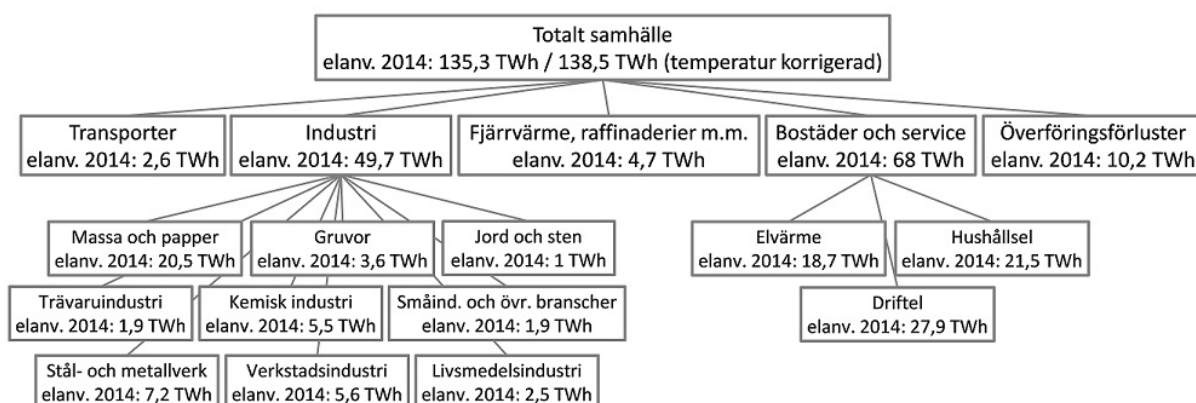 Totalt samhälle
elanv. 2014: 135,3 TWh / 138,5 TWh (temperatur korrigerad)
Transporter
elanv. 2014: 2,6 TWh
Industri
elanv. 2014: 49,7 TWh
Fjärrvärme, raffinaderier m.m.
elanv. 2014: 4,7 TWh
Bostäder och service
elanv. 2014: 68 TWh
Överföringsförluster
elanv. 2014: 10,2 TWh
Massa och papper
elanv. 2014: 20,5 TWh
Gruvor
elanv. 2014: 3,6 TWh
Jord och sten
elanv. 2014: 1 TWh
Elvärme
elanv. 2014: 18,7 TWh
Hushållsel
elanv. 2014: 21,5 TWh
Trävaruindustri
elanv. 2014: 1,9 TWh
Kemisk industri
elanv. 2014: 5,5 TWh
Småind. och övr. branscher
elanv. 2014: 1,9 TWh
Driftel
elanv. 2014: 27,9 TWh
Stål- och metallverk
elanv. 2014: 7,2 TWh
Verkstadsindustri
elanv. 2014: 5,6 TWh
Livsmedelsindustri
elanv. 2014: 2,5 TWh